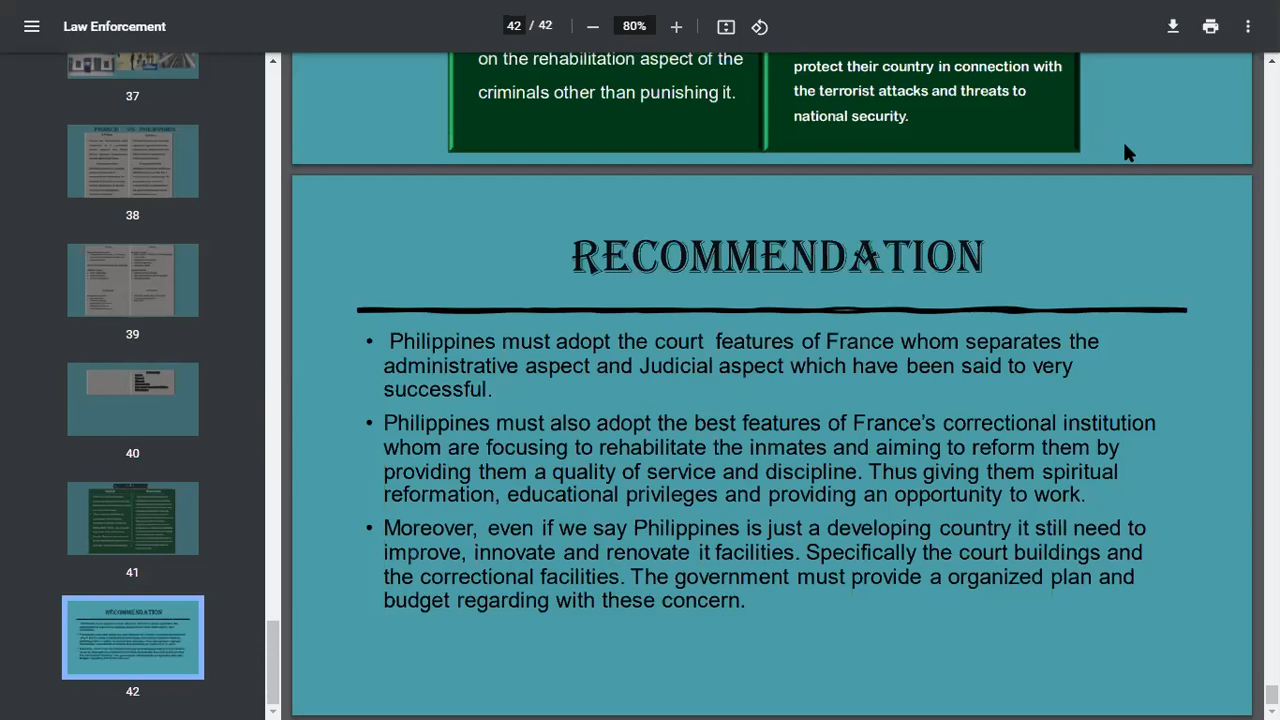 Law Enforcement
42 / 42
80%
37
38
39
40
41
42
on the rehabilitation aspect of the
criminals other than punishing it.
protect their country in connection with
the terrorist attacks and threats to
national security.
RECOMMENDATION
• Philippines must adopt the court features of France whom separates the
administrative aspect and Judicial aspect which have been said to very
successful.
• Philippines must also adopt the best features of France’s correctional institution
whom are focusing to rehabilitate the inmates and aiming to reform them by
providing them a quality of service and discipline. Thus giving them spiritual
reformation, educational privileges and providing an opportunity to work.
• Moreover, even if we say Philippines is just a developing country it still need to
improve, innovate and renovate it facilities. Specifically the court buildings and
the correctional facilities. The government must provide a organized plan and
budget regarding with these concern.
RECOMMENDATION